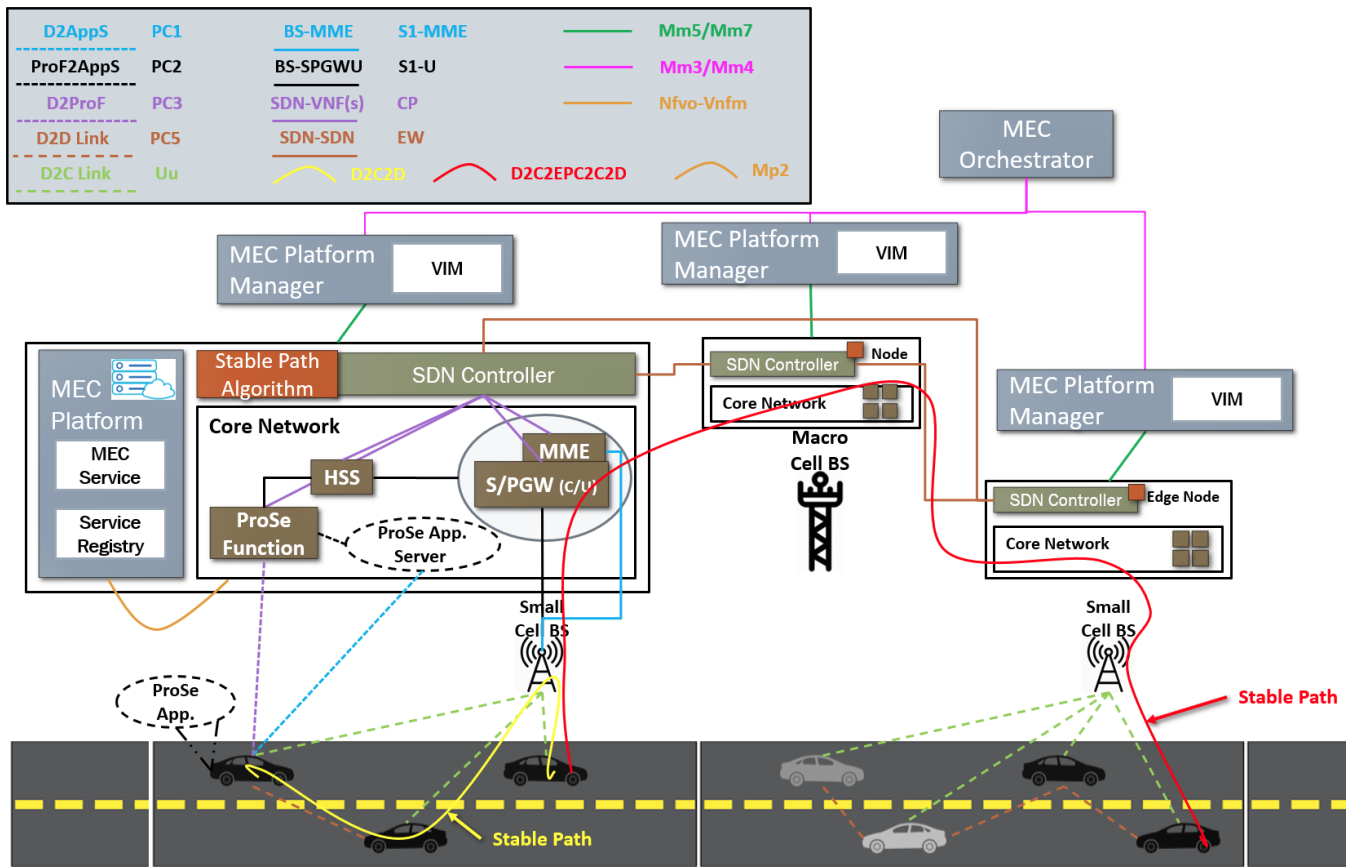 D2AppS PC1 BS-MME S1-MME Mm5/Mm7
ProF2AppS PC2 BS-SPGWU S1-U Mm3/Mm4
D2ProF PC3 SDN-VNF(s) CP Nfvo-Vnfm
D2D Link PC5 SDN-SDN EW
D2C Link Uu D2C2D D2C2EPC2C2D Mp2
MEC
Orchestrator
MEC Platform
Manager
VIM
MEC Platform
Manager
VIM
MEC
Platform
MEC
Service
Service
Registry
Stable Path
Algorithm
SDN Controller
Core Network
MME
S/PGW (C/U)
HSS
ProSe
Function
ProSe App.
Server
SDN Controller
Node
Core Network
Macro
Cell BS
MEC Platform
Manager
VIM
SDN Controller
Edge Node
Core Network
Small
Cell BS
Small
Cell BS
ProSe
App.
Stable Path
Stable Path